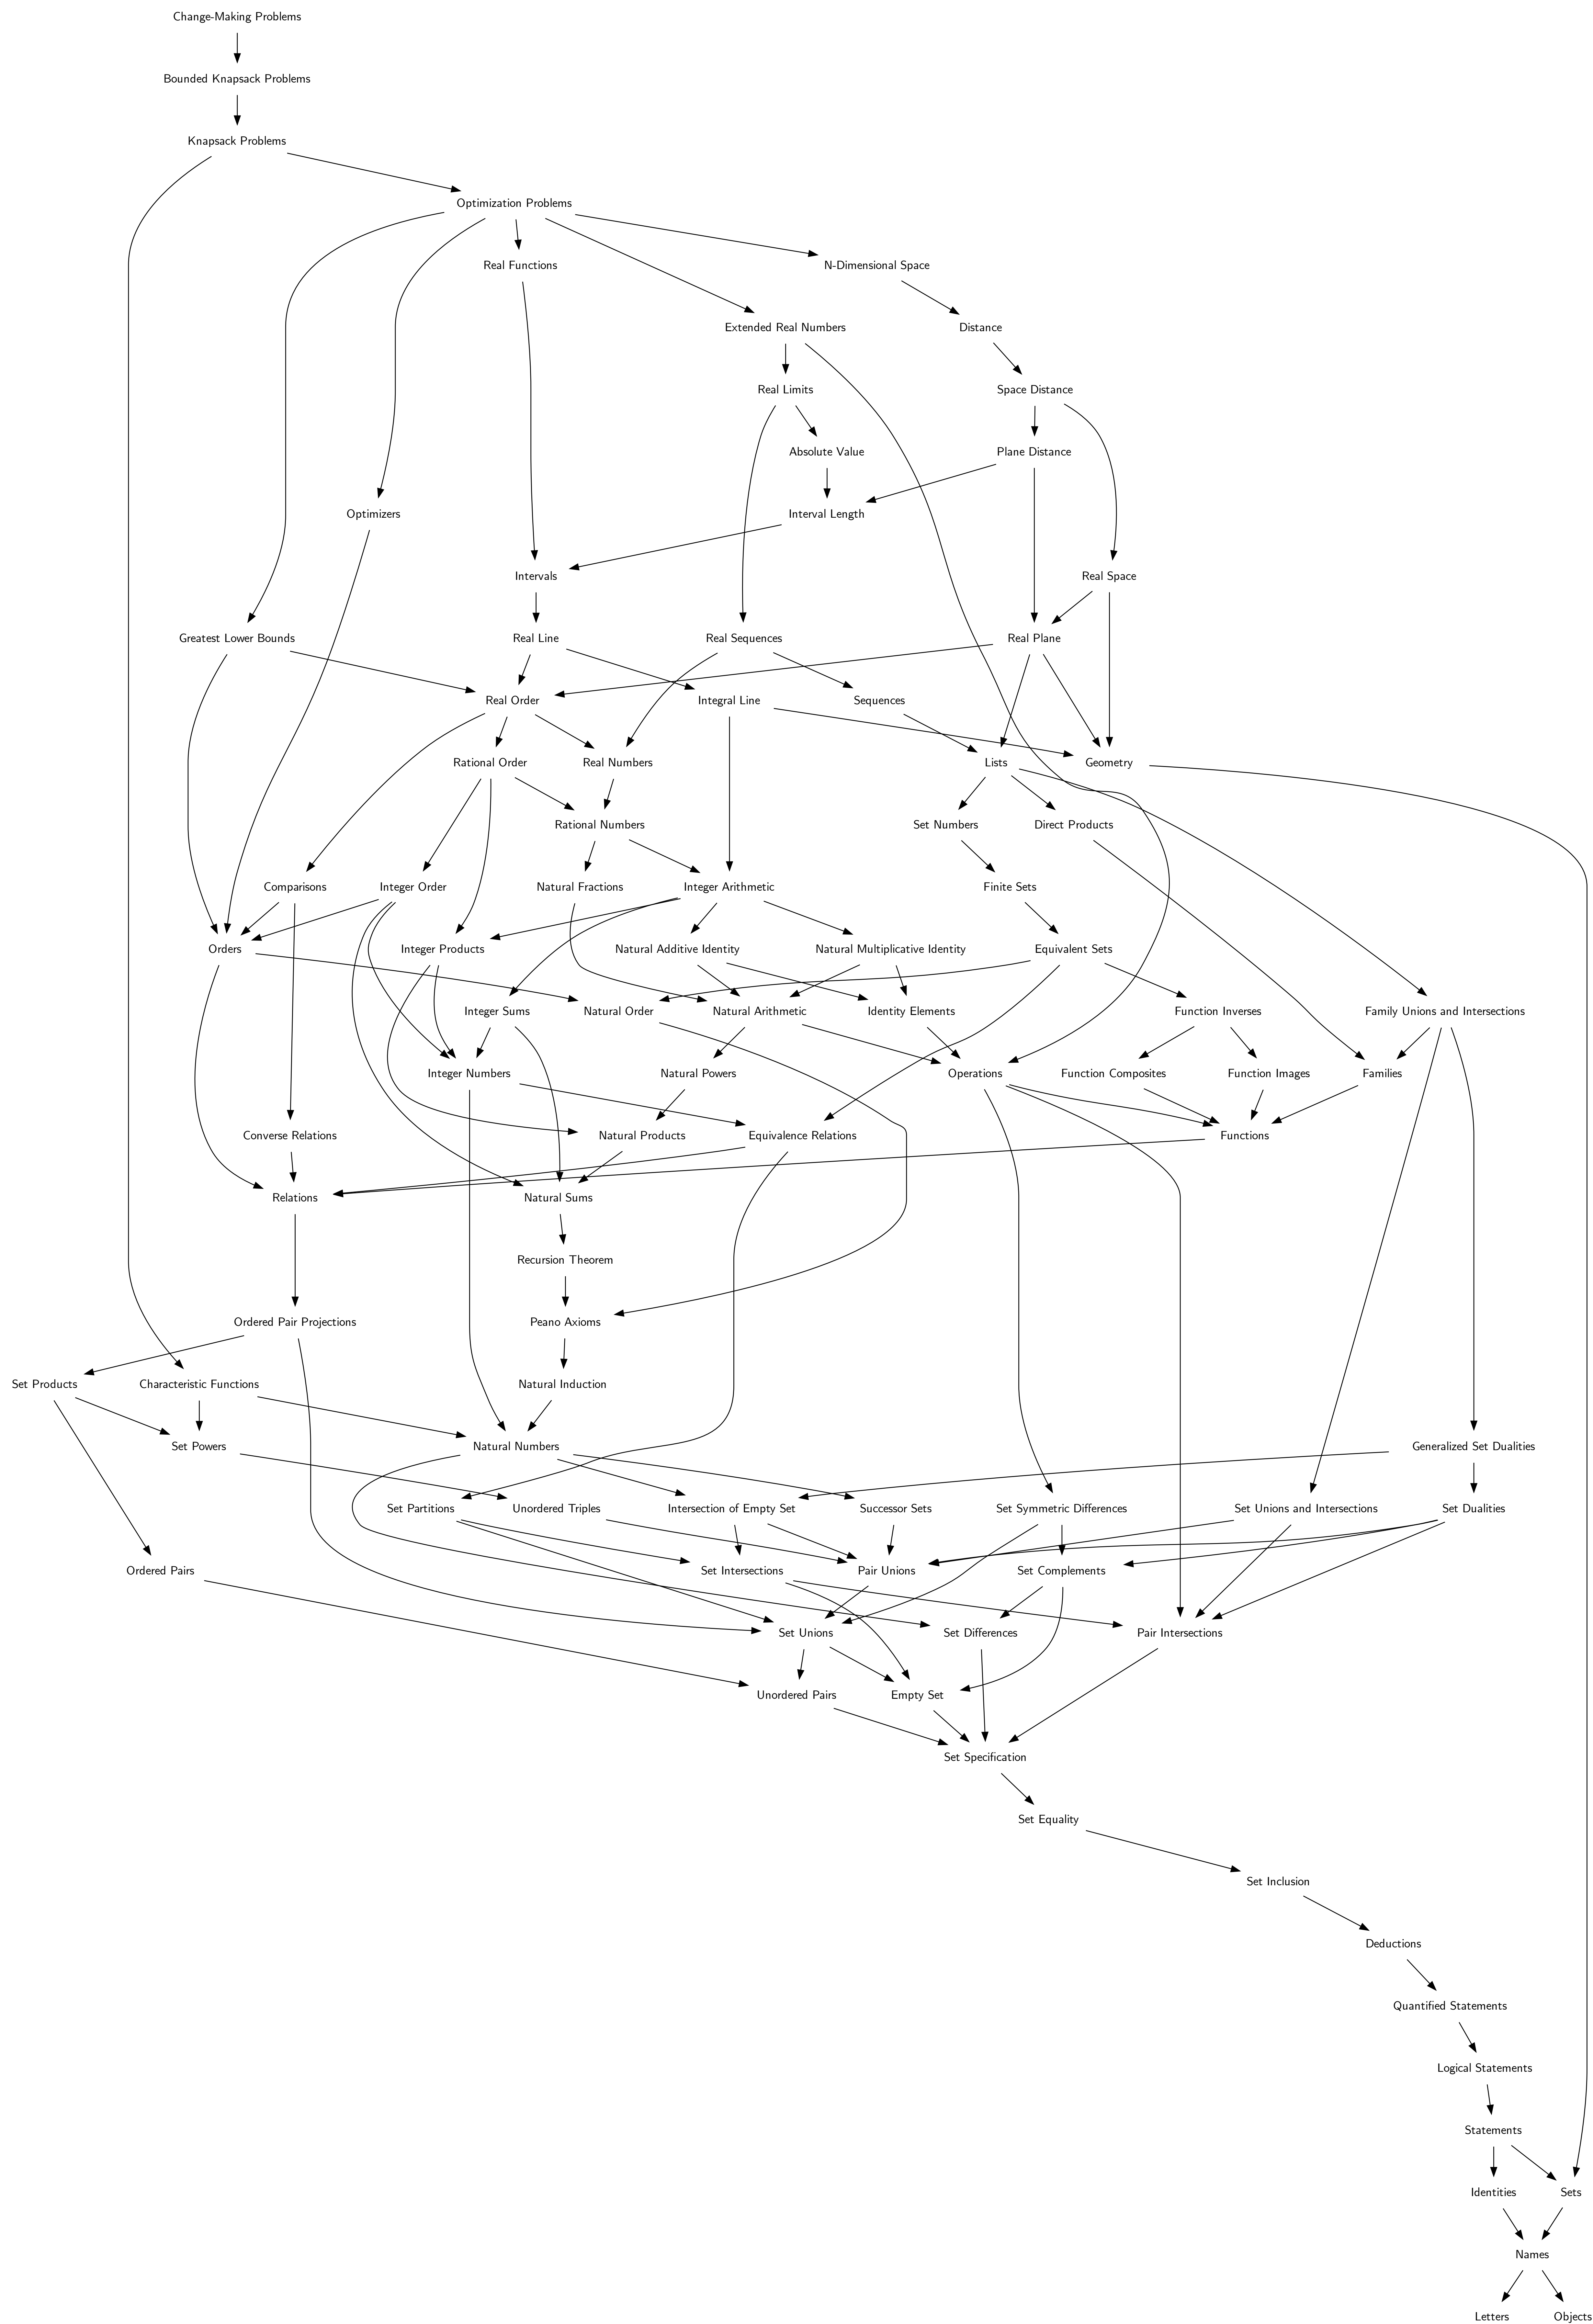 Change-Making Problems
Bounded Knapsack Problems
Knapsack Problems
Optimization Problems
Real Functions
N-Dimensional Space
Extended Real Numbers
Distance
Real Limits
Space Distance
Absolute Value
Plane Distance
Optimizers
Interval Length
Intervals
Real Space
Greatest Lower Bounds
Real Line
Real Sequences
Real Plane
Real Order
Integral Line
Sequences
Rational Order
Real Numbers
Lists
Geometry
Rational Numbers
Set Numbers
Direct Products
Comparisons
Integer Order
Natural Fractions
Integer Arithmetic
Finite Sets
Orders
Integer Products
Natural Additive Identity
Natural Multiplicative Identity
Equivalent Sets
Integer Sums
Natural Order
Natural Arithmetic
Identity Elements
Function Inverses
Family Unions and Intersections
Integer Numbers
Natural Powers
Operations
Function Composites
Function Images
Families
Converse Relations
Natural Products
Equivalence Relations
Functions
Relations
Natural Sums
Recursion Theorem
Ordered Pair Projections
Peano Axioms
Set Products
Characteristic Functions
Natural Induction
Set Powers
Natural Numbers
Generalized Set Dualities
Set Partitions
Unordered Triples
Intersection of Empty Set
Successor Sets
Set Symmetric Differences
Set Unions and Intersections
Set Dualities
Ordered Pairs
Set Intersections
Pair Unions
Set Complements
Set Unions
Set Differences
Pair Intersections
Unordered Pairs
Empty Set
Set Specification
Set Equality
Set Inclusion
Deductions
Quantified Statements
Logical Statements
Statements
Identities
Sets
Names
Letters
Objects